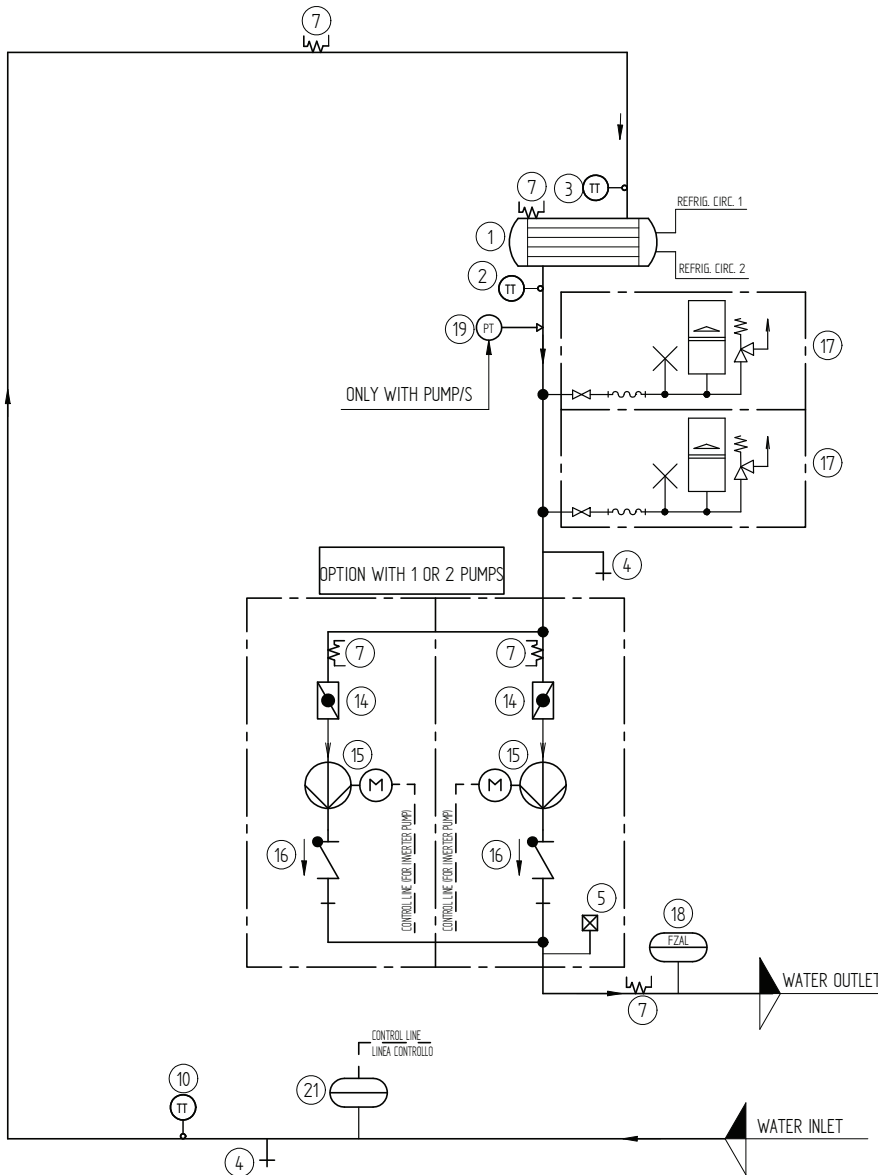 7
7
3
TT
REFRIG. CIRC. 1
1
REFRIG. CIRC. 2
2
TT
19
PT
17
ONLY WITH PUMP/S
17
OPTION WITH 1 OR 2 PUMPS
4
7
7
14
14
15
15
M
M
CONTROL LINE (FOR INVERTER PUMP)
CONTROL LINE (FOR INVERTER PUMP)
16
16
5
18
FZAL
WATER OUTLET
7
CONTROL LINE
LINEA CONTROLLO
10
TT
21
WATER INLET
4